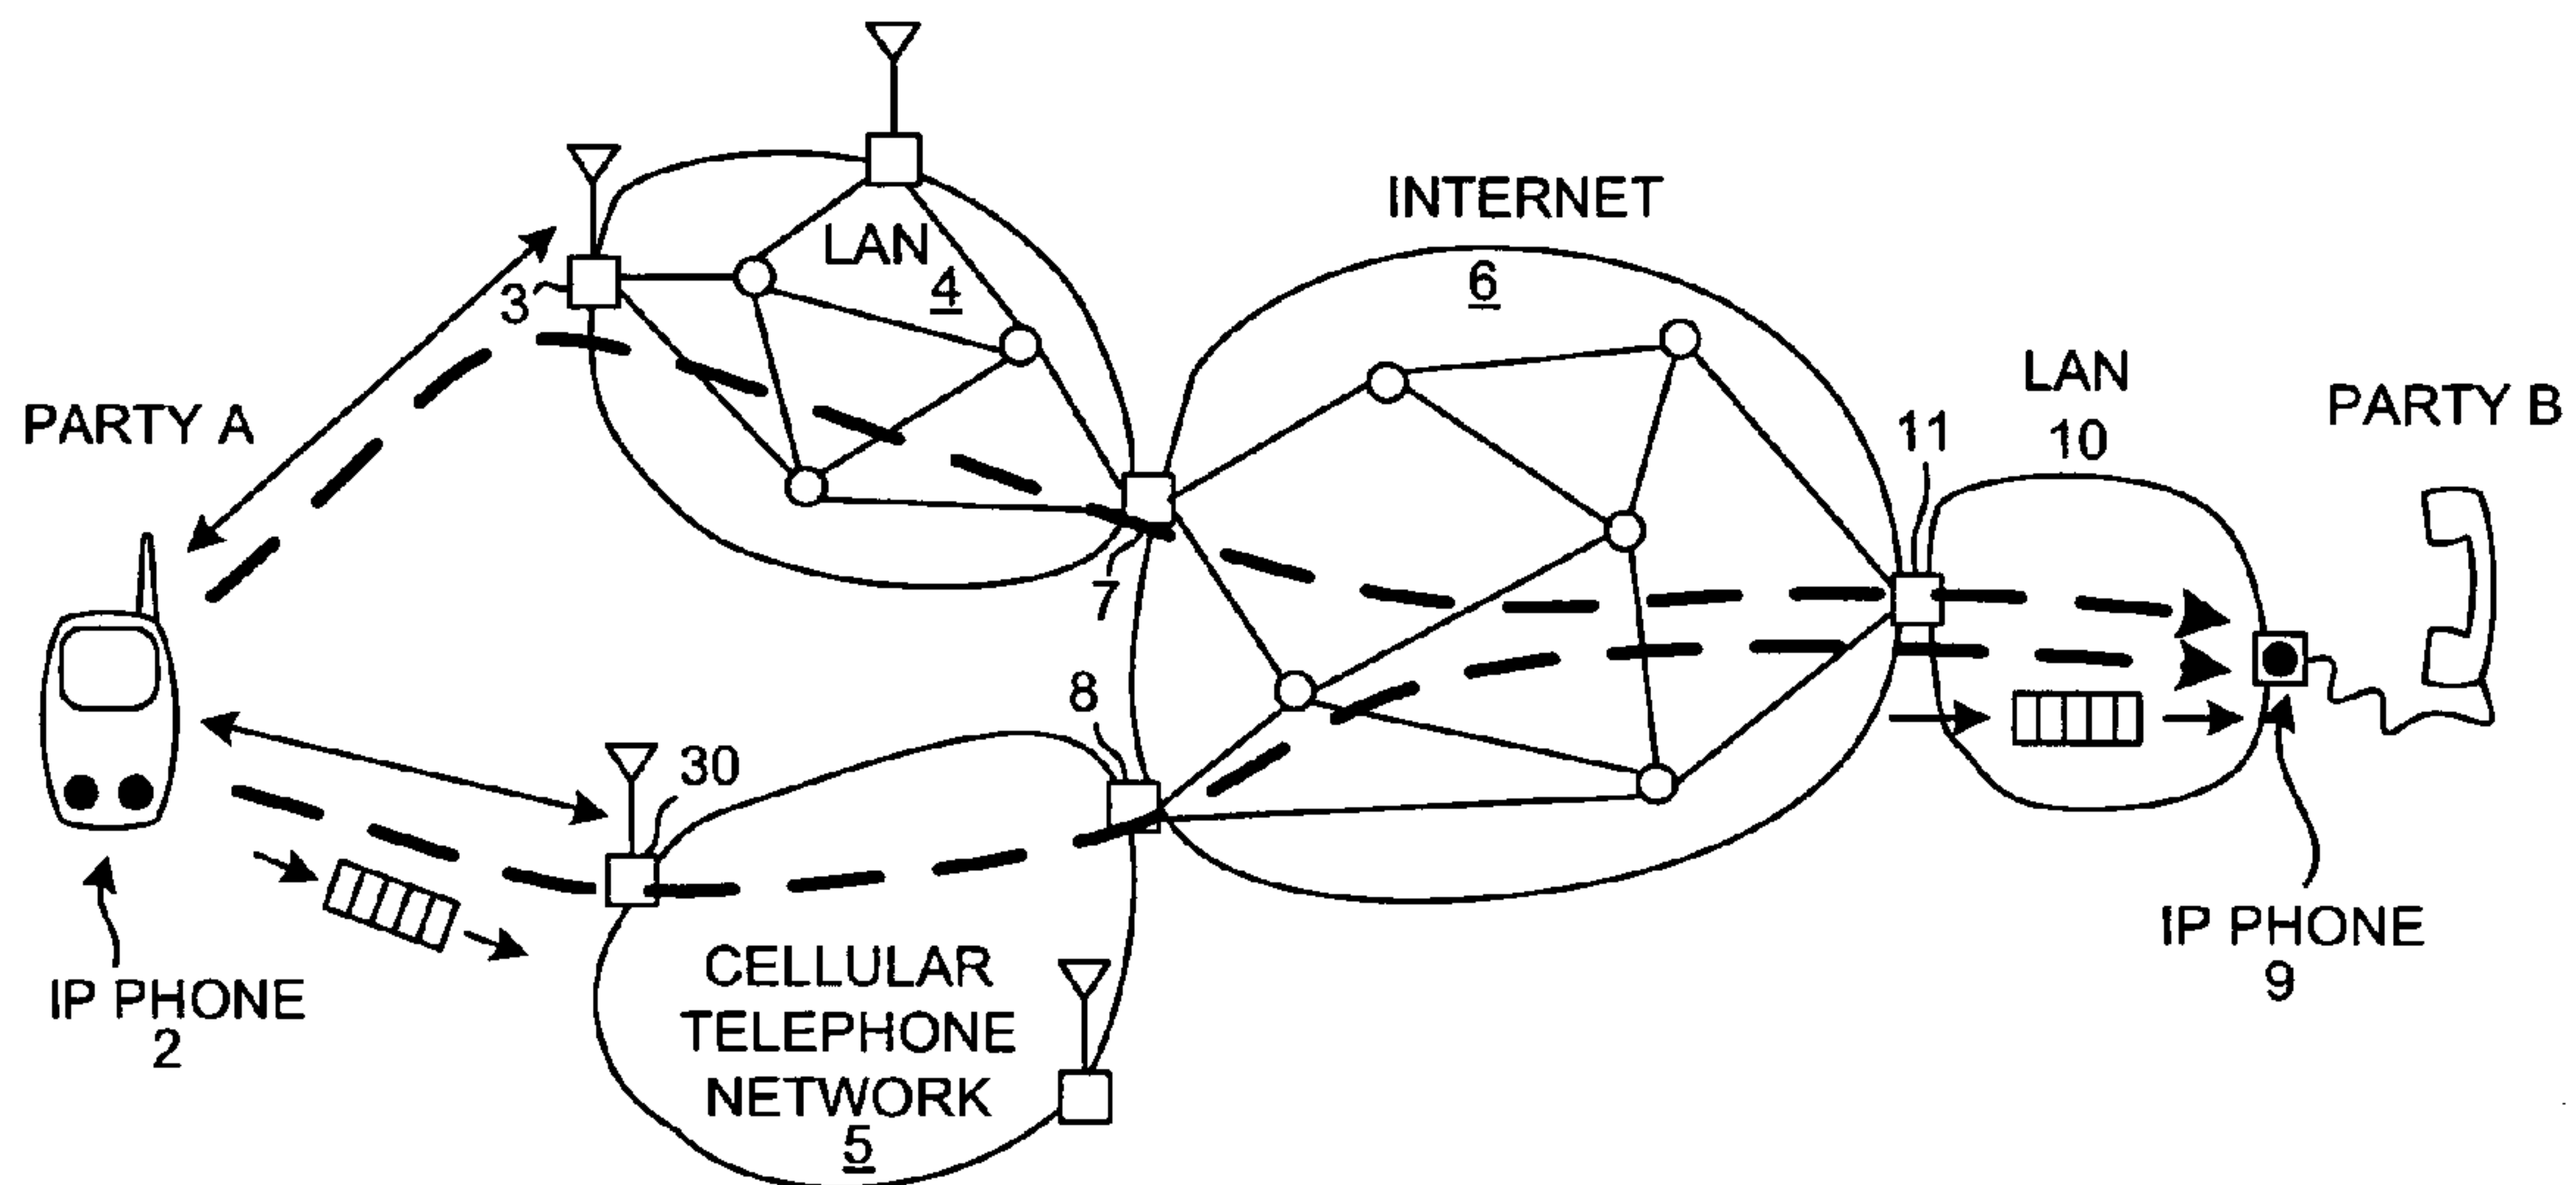 INTERNET
6
LAN
4
3
PARTY A
LAN
10
11
PARTY B
7
8
30
IP PHONE
2
CELLULAR
TELEPHONE
NETWORK
5
IP PHONE
9